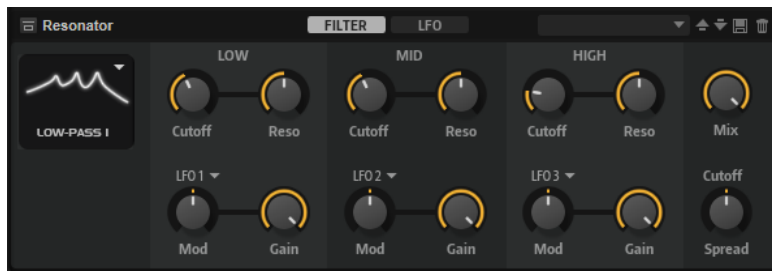 Resonator FILTER LFO
LOW MID HIGH
LOW-PASS I
Cutoff Reso Cutoff Reso Cutoff Reso Mix
LFO 1 LFO 2 LFO 3 Cutoff
Mod Gain Mod Gain Mod Gain Spread